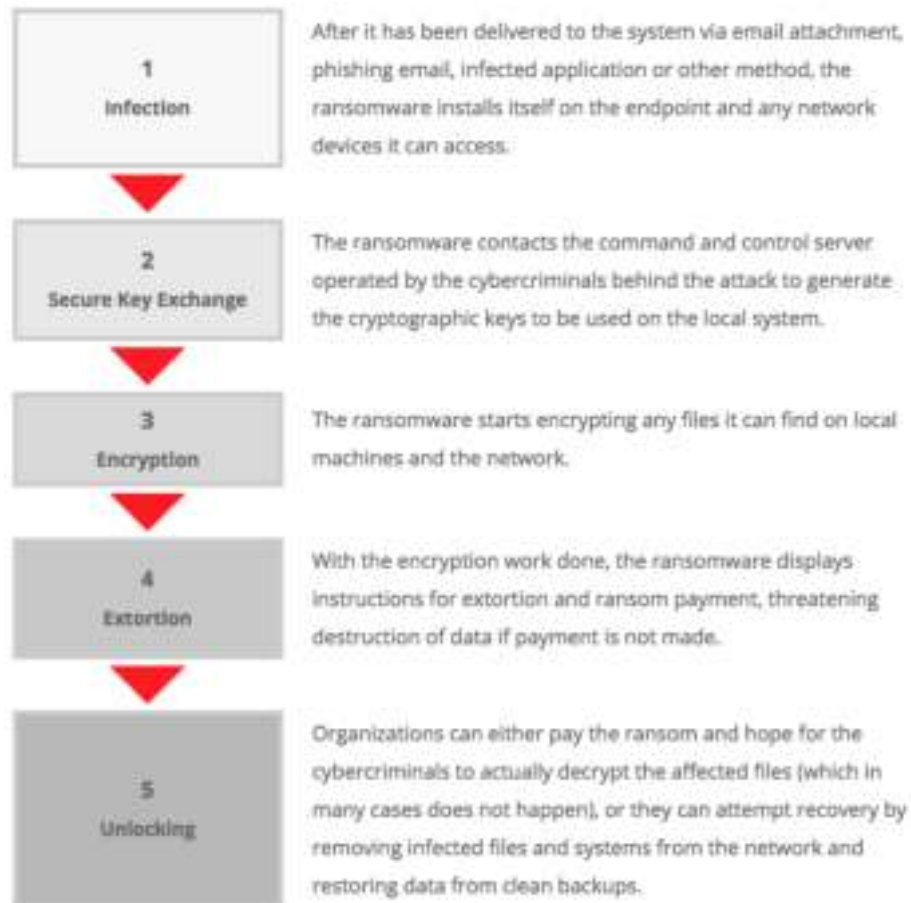 1
Infection
After it has been delivered to the system via email attachment,
phishing email, infected application or other method, the
ransomware installs itself on the endpoint and any network
devices it can access.
2
Secure Key Exchange
The ransomware contacts the command and control server
operated by the cybercriminals behind the attack to generate
the cryptographic keys to be used on the local system.
3
Encryption
The ransomware starts encrypting any files it can find on local
machines and the network.
4
Extortion
With the encryption work done, the ransomware displays
instructions for extortion and ransom payment, threatening
destruction of data if payment is not made.
5
Unlocking
Organizations can either pay the ransom and hope for the
cybercriminals to actually decrypt the affected files (which in
many cases does not happen), or they can attempt recovery by
removing infected files and systems from the network and
restoring data from clean backups.